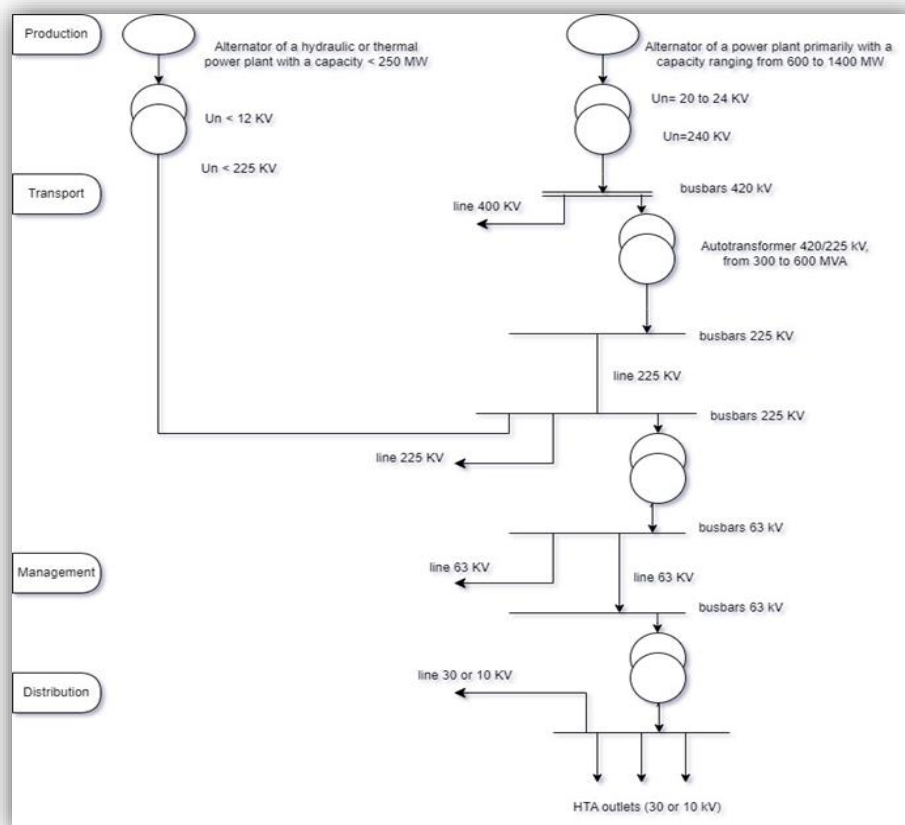 Production
Alternator of a hydraulic or thermal
power plant with a capacity < 250 MW
Alternator of a power plant primarily with a
capacity ranging from 600 to 1400 MW
Un < 12 KV
Un= 20 to 24 KV
Un=240 KV
Un < 225 KV
Transport
busbars 420 kV
line 400 KV
Autotransformer 420/225 kV,
from 300 to 600 MVA
busbars 225 KV
line 225 KV
busbars 225 KV
line 225 KV
busbars 63 kV
Management
line 63 KV
line 63 KV
busbars 63 kV
line 30 or 10 KV
Distribution
HTA outlets (30 or 10 kV)